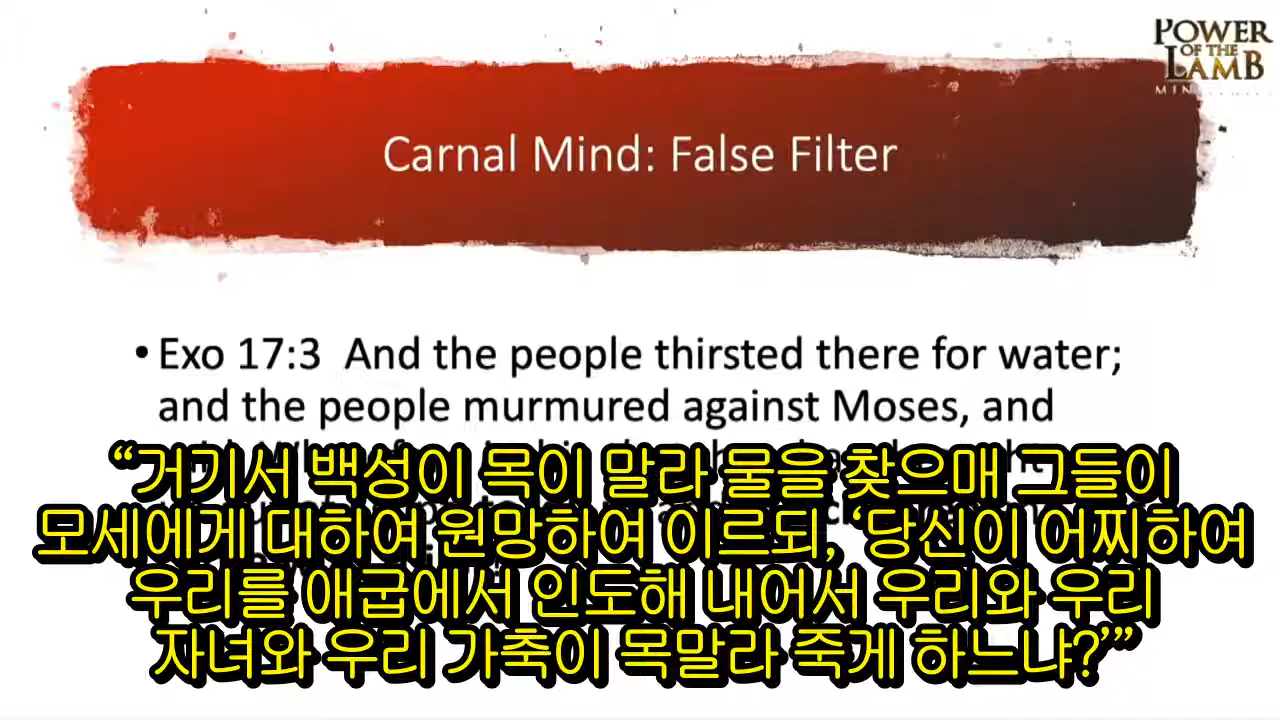 POWER
OF THE
LAMB
Carnal Mind: False Filter
• Exo 17:3 And the people thirsted there for water;
and the people murmured against Moses, and
“거기서 백성이 목이 말라 물을 찾으매 그들이
모세에게 대하여 원망하여 이르되, ‘당신이 어찌하여
우리를 애굽에서 인도해 내어서 우리와 우리
자녀와 우리 가축이 목말라 죽게 하느냐?’”